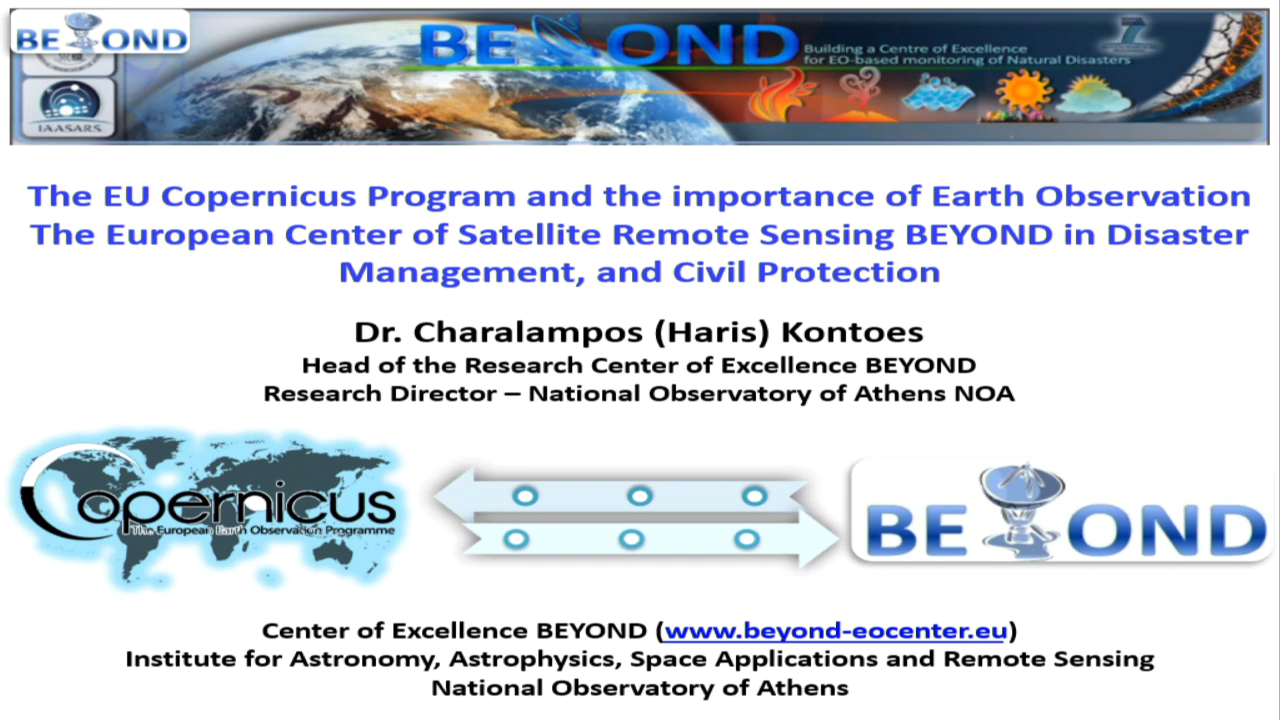 BEYOND
BEYOND
Building a Centre of Excellence
for EO-based monitoring of Natural Disasters
7
IAASARS
The EU Copernicus Program and the importance of Earth Observation
The European Center of Satellite Remote Sensing BEYOND in Disaster
Management, and Civil Protection
Dr. Charalampos (Haris) Kontoes
Head of the Research Center of Excellence BEYOND
Research Director – National Observatory of Athens NOA
Copernicus
The European Earth Observation Programme
BEYOND
Center of Excellence BEYOND (www.beyond-eocenter.eu)
Institute for Astronomy, Astrophysics, Space Applications and Remote Sensing
National Observatory of Athens